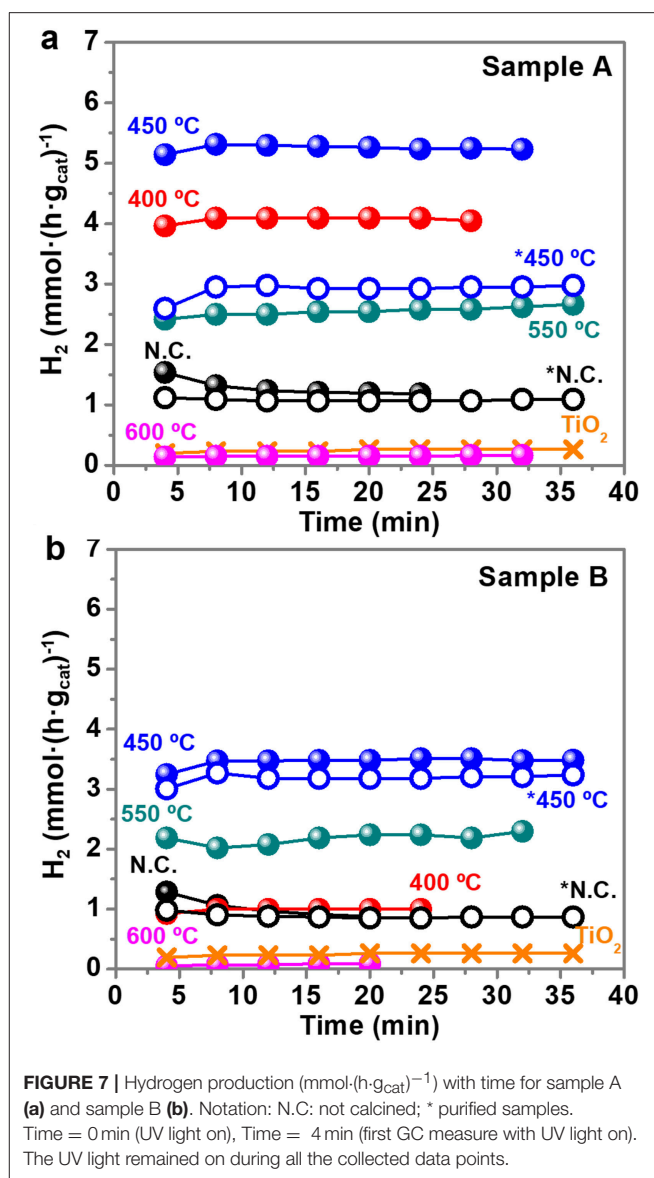 a
Sample A
7
6
5
4
3
2
1
0
H2 (mmol·(h·gcat)-1)
450 ºC
400 ºC
*450 ºC
550 ºC
N.C.
*N.C.
TiO2
600 ºC
0 5 10 15 20 25 30 35 40
Time (min)
b
Sample B
7
6
5
4
3
2
1
0
H2 (mmol·(h·gcat)-1)
450 ºC
*450 ºC
550 ºC
N.C.
400 ºC
*N.C.
TiO2
600 ºC
0 5 10 15 20 25 30 35 40
Time (min)
FIGURE 7 | Hydrogen production (mmol·(h·gcat)−1) with time for sample A
(a) and sample B (b). Notation: N.C: not calcined; * purified samples.
Time = 0 min (UV light on), Time = 4 min (first GC measure with UV light on).
The UV light remained on during all the collected data points.